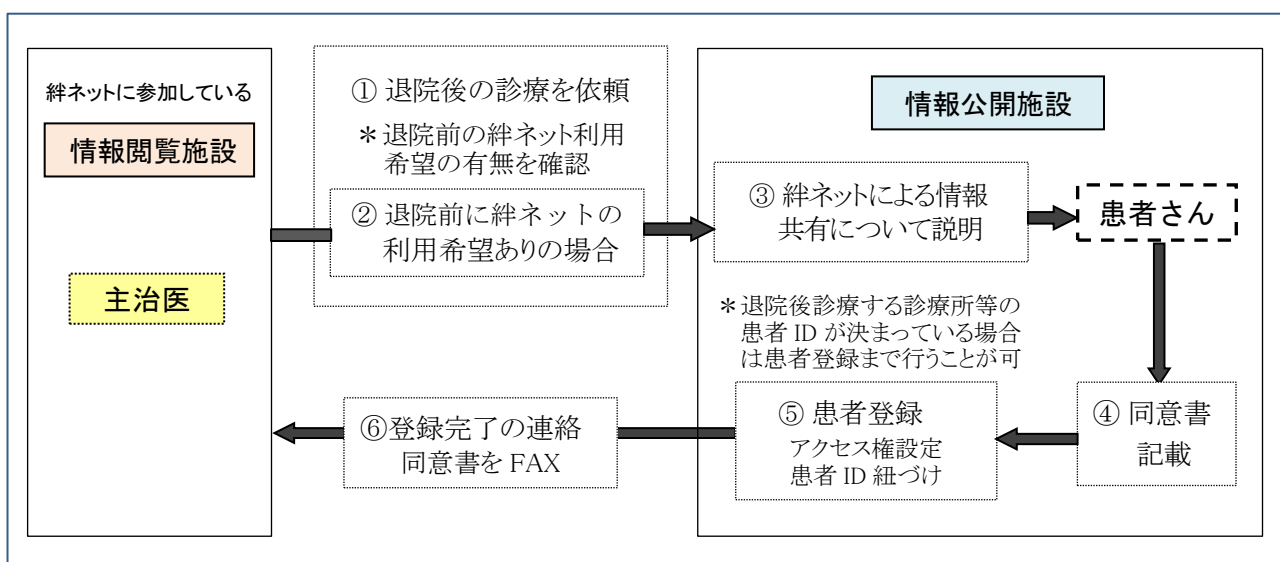 絆ネットに参加している
情報閲覧施設
主治医
① 退院後の診療を依頼
＊退院前の絆ネット利用
希望の有無を確認
② 退院前に絆ネットの
利用希望ありの場合
情報公開施設
③ 絆ネットによる情報
共有について説明
患者さん
＊退院後診療する診療所等の
患者 ID が決まっている場合
は患者登録まで行うことが可
④ 同意書
記載
⑤ 患者登録
アクセス権設定
患者 ID 紐づけ
⑥登録完了の連絡
同意書を FAX